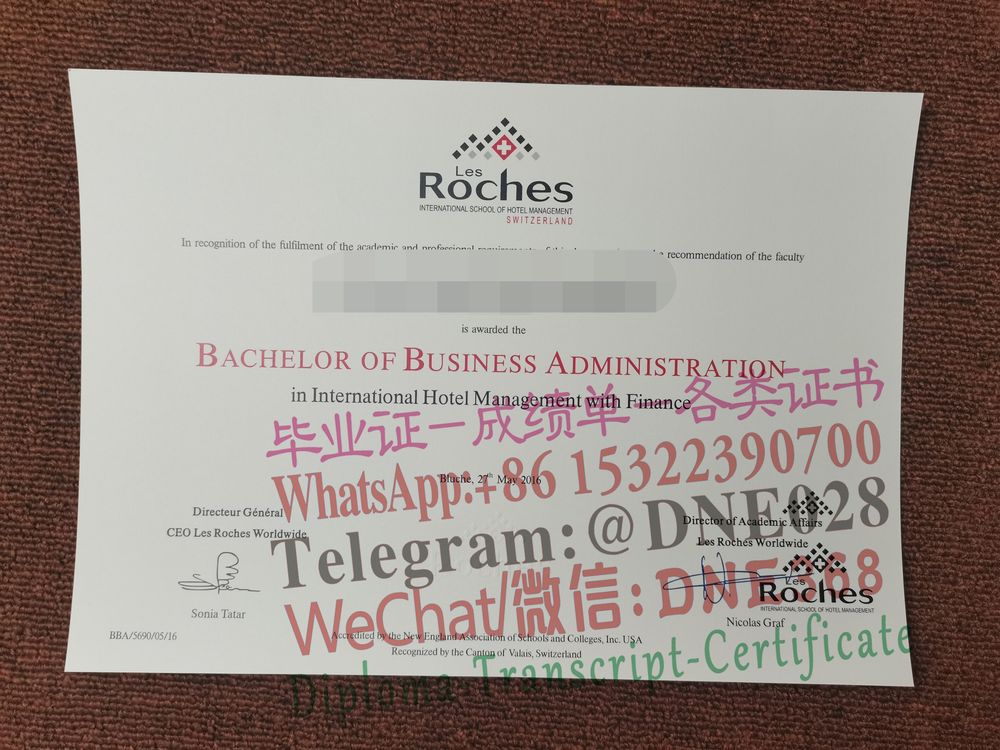 Les
Roches
INTERNATIONAL SCHOOL OF HOTEL MANAGEMENT
SWITZERLAND
In recognition of the fulfilment of the academic and professional requirements recommendation of the faculty
is awarded the
BACHELOR OF BUSINESS ADMINISTRATION
in International Hotel Management with Finance
毕业证一成绩单一各类证书
WhatsApp:+86 15322390700
Bluche, 27th May 2016
Directeur Général
CEO Les Roches Worldwide
Telegram:@DNE028
Director of Academic Affairs
Les Roches Worldwide
Sonia Tatar
WeChat/微信:DNE368
Les
Roches
INTERNATIONAL SCHOOL OF HOTEL MANAGEMENT
Nicolas Graf
BBA/5690/05/16
Accredited by the New England Association of Schools and Colleges, Inc. USA
Recognized by the Canton of Valais, Switzerland
Diploma-Transcript-Certificate